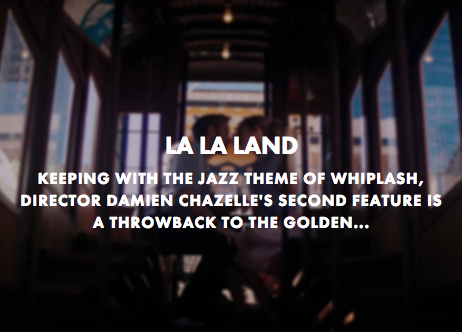 LA LA LAND
KEEPING WITH THE JAZZ THEME OF WHIPLASH,
DIRECTOR DAMIEN CHAZELLE'S SECOND FEATURE IS
A THROWBACK TO THE GOLDEN...